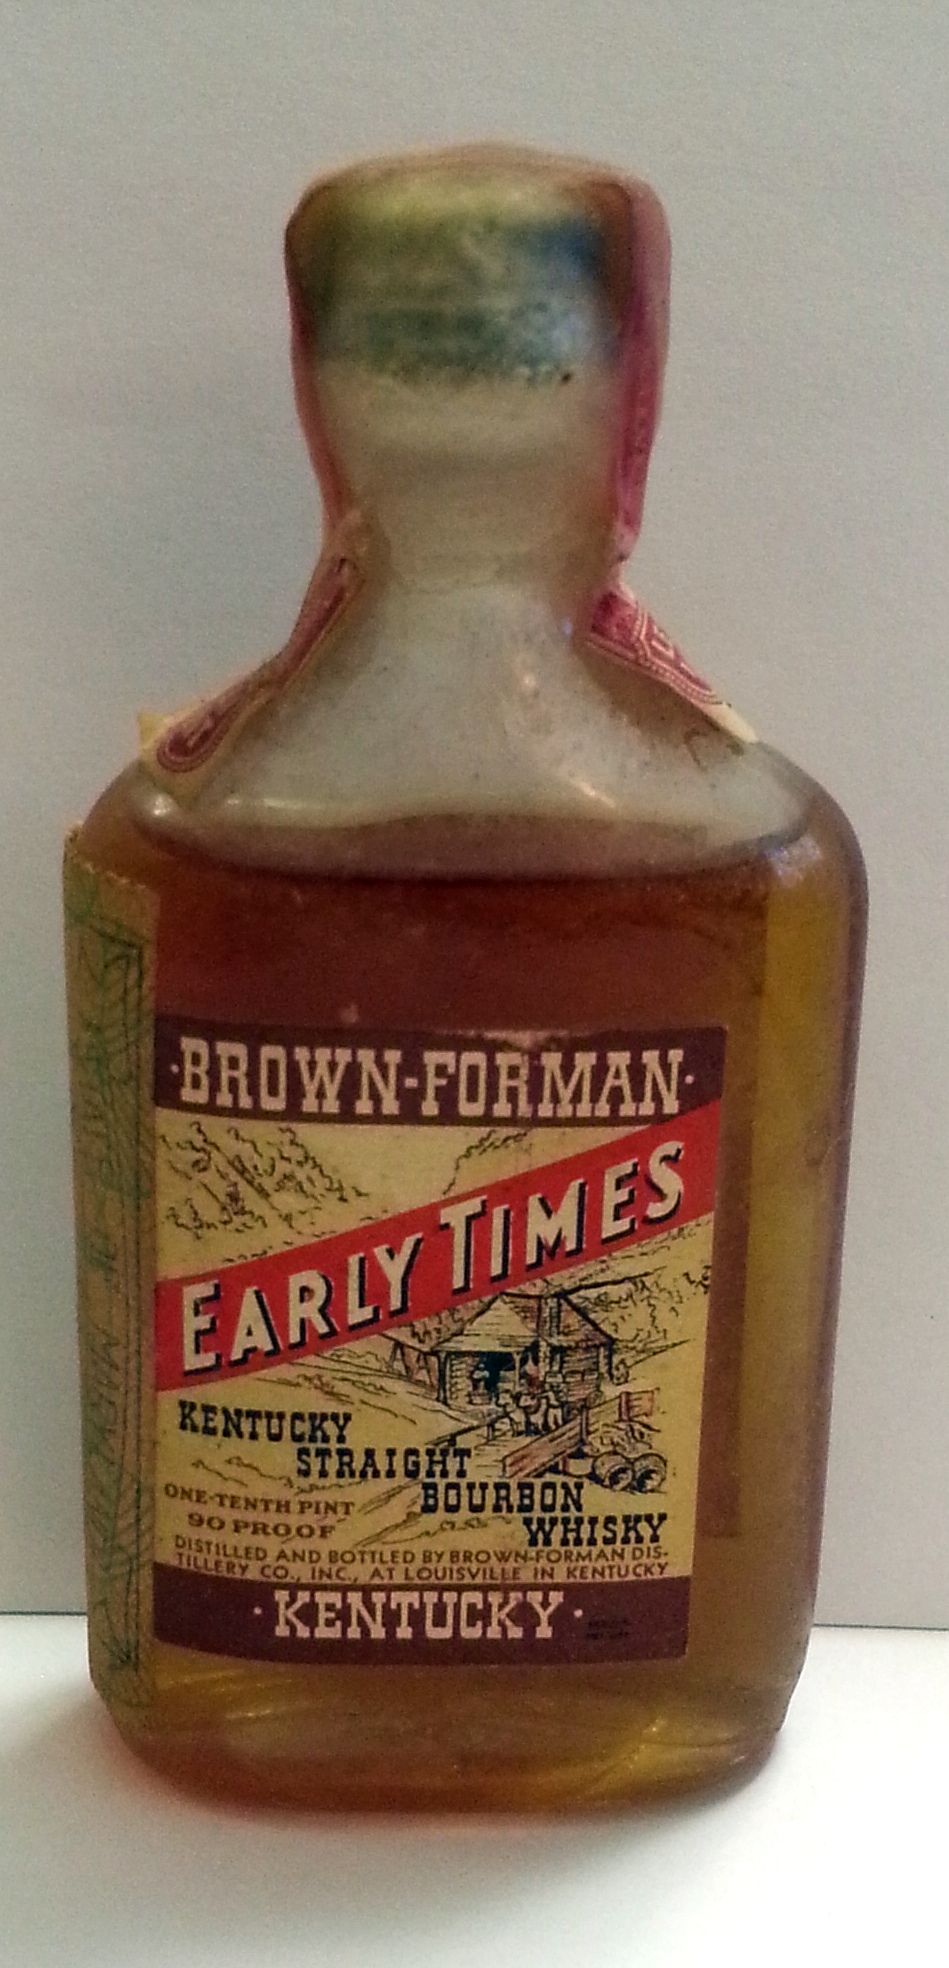 ·BROWN-FORMAN·
EARLY TIMES
KENTUCKY
STRAIGHT
BOURBON
WHISKY
ONE-TENTH PINT
90 PROOF
DISTILLED AND BOTTLED BY BROWN-FORMAN DIS-
TILLERY CO., INC., AT LOUISVILLE IN KENTUCKY
·KENTUCKY·